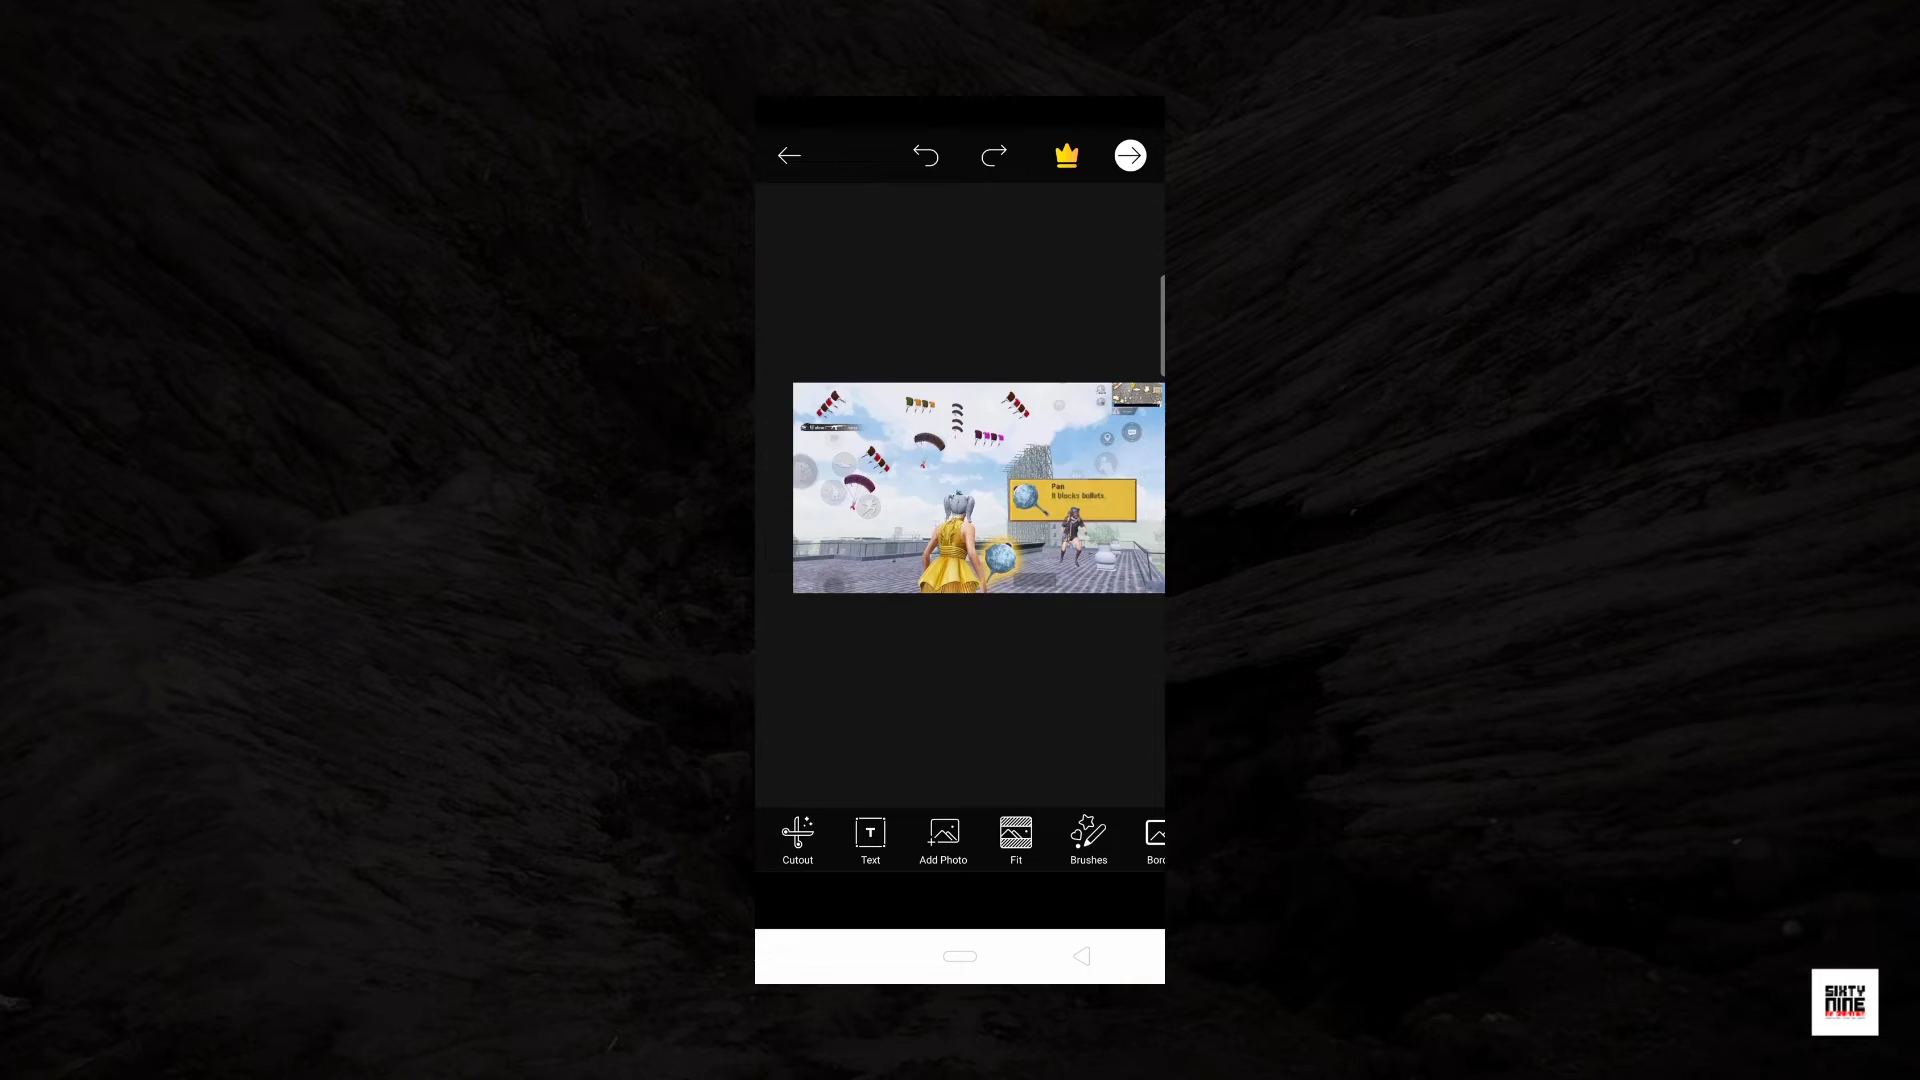 Pan
It blocks bullets.
T
Cutout
Text
Add Photo
Fit
Brushes
Bord
SIXTY
NINE